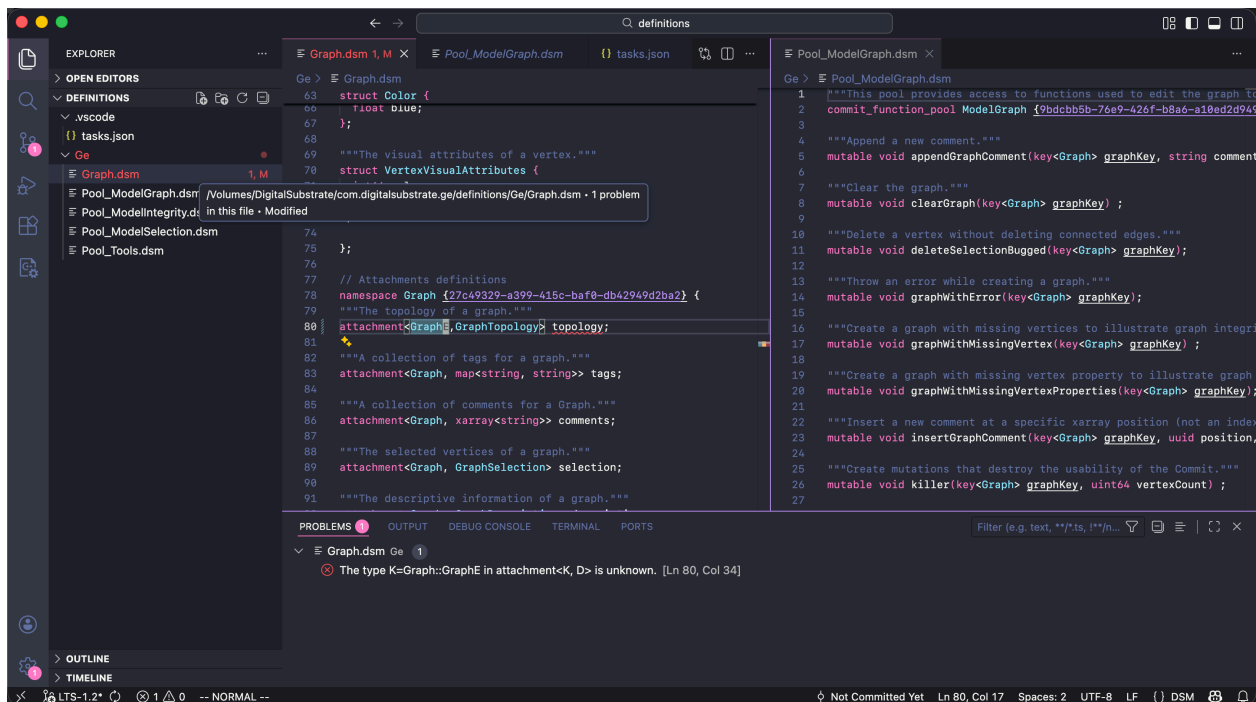 definitions
EXPLORER
OPEN EDITORS
DEFINITIONS
.vscode
tasks.json
Ge
Graph.dsm 1, M
Pool_ModelGraph.dsm
Pool_ModelIntegrity.ds
Pool_ModelSelection.dsm
Pool_Tools.dsm
/Volumes/DigitalSubstrate/com.digitalsubstrate.ge/definitions/Ge/Graph.dsm • 1 problem
in this file • Modified
OUTLINE
TIMELINE
Graph.dsm 1, M
Pool_ModelGraph.dsm
tasks.json
Ge > Graph.dsm
63 struct Color {
66 float blue;
67 };
68
69 """The visual attributes of a vertex."""
70 struct VertexVisualAttributes {
74
75 };
76
77 // Attachments definitions
78 namespace Graph {27c49329-a399-415c-baf0-db42949d2ba2} {
79 """The topology of a graph."""
80 attachment<GraphE,GraphTopology> topology;
81
82 """A collection of tags for a graph."""
83 attachment<Graph, map<string, string>> tags;
84
85 """A collection of comments for a Graph."""
86 attachment<Graph, xarray<string>> comments;
87
88 """The selected vertices of a graph."""
89 attachment<Graph, GraphSelection> selection;
90
91 """The descriptive information of a graph."""
Pool_ModelGraph.dsm
Ge > Pool_ModelGraph.dsm
1 """This pool provides access to functions used to edit the graph to
2 commit_function_pool ModelGraph {9bdcbb5b-76e9-426f-b8a6-a10ed2d949
3
4 """Append a new comment."""
5 mutable void appendGraphComment(key<Graph> graphKey, string comment
6
7 """Clear the graph."""
8 mutable void clearGraph(key<Graph> graphKey) ;
9
10 """Delete a vertex without deleting connected edges."""
11 mutable void deleteSelectionBugged(key<Graph> graphKey);
12
13 """Throw an error while creating a graph."""
14 mutable void graphWithError(key<Graph> graphKey);
15
16 """Create a graph with missing vertices to illustrate graph integri
17 mutable void graphWithMissingVertex(key<Graph> graphKey) ;
18
19 """Create a graph with missing vertex property to illustrate graph
20 mutable void graphWithMissingVertexProperties(key<Graph> graphKey);
21
22 """Insert a new comment at a specific xarray position (not an index
23 mutable void insertGraphComment(key<Graph> graphKey, uuid position,
24
25 """Create mutations that destroy the usability of the Commit."""
26 mutable void killer(key<Graph> graphKey, uint64 vertexCount) ;
27
PROBLEMS 1 OUTPUT DEBUG CONSOLE TERMINAL PORTS
Filter (e.g. text, **/*.ts, !**/n...
Graph.dsm Ge 1
The type K=Graph::GraphE in attachment<K, D> is unknown. [Ln 80, Col 34]
LTS-1.2* 1 0 -- NORMAL -- Not Committed Yet Ln 80, Col 17 Spaces: 2 UTF-8 LF {} DSM